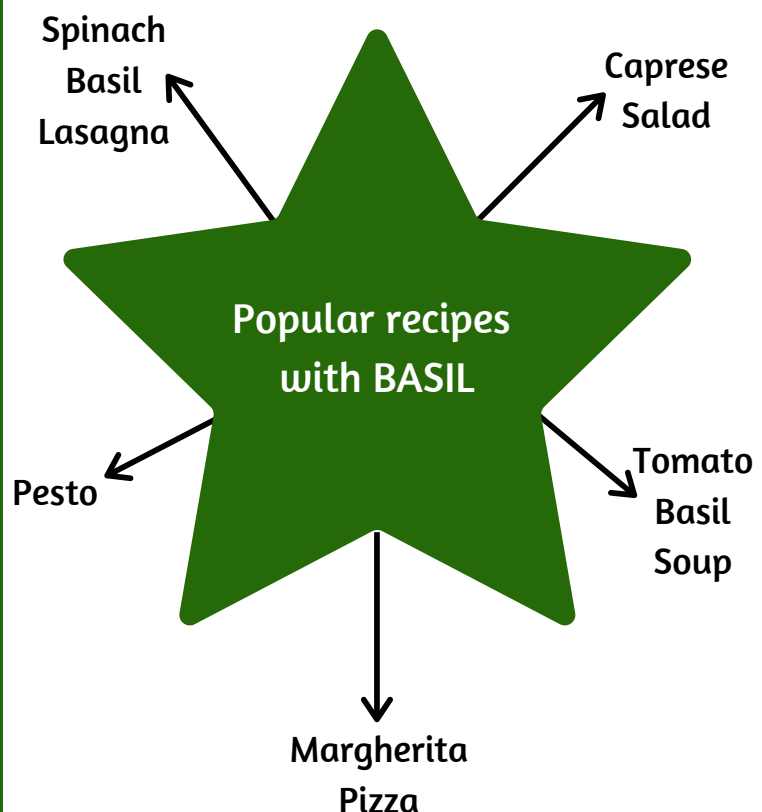 Spinach
Basil
Lasagna
Caprese
Salad
Popular recipes
with BASIL
Pesto
Tomato
Basil
Soup
Margherita
Pizza